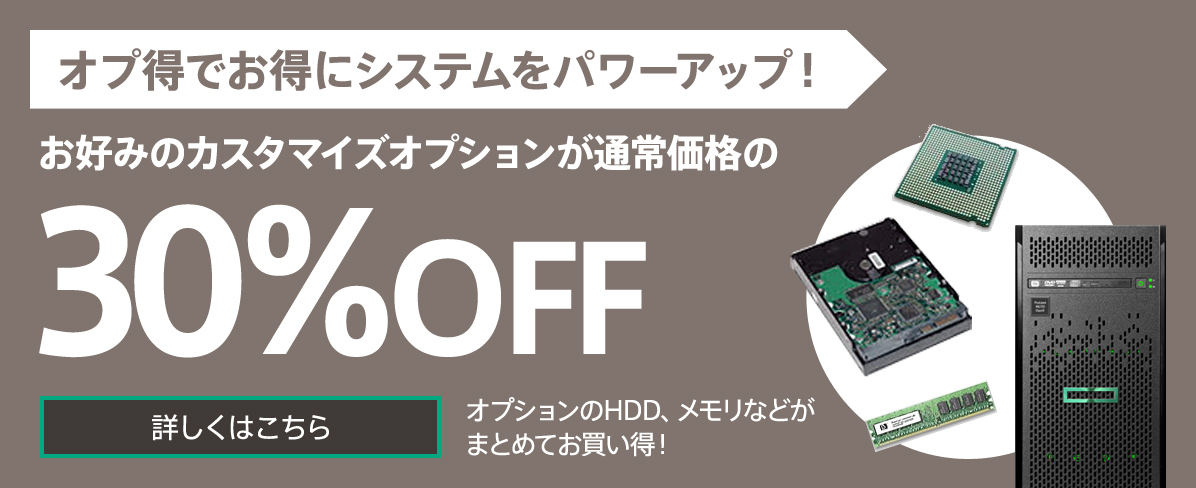 オプ得でお得にシステムをパワーアップ！
お好みのカスタマイズオプションが通常価格の
30%OFF
詳しくはこちら
オプションのHDD、メモリなどが
まとめてお買い得！